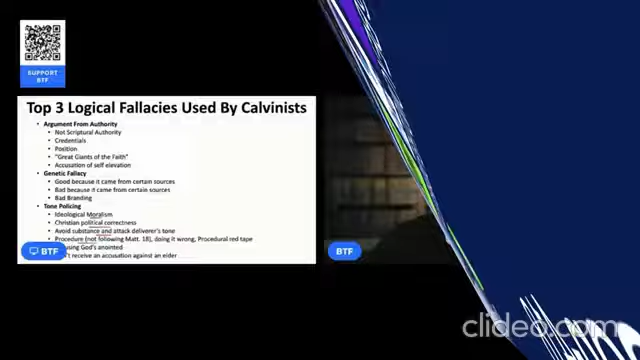 SUPPORT
BTF
Top 3 Logical Fallacies Used By Calvinists
• Argument From Authority
• Not Scriptural Authority
• Credentials
• Position
• "Great Giants of the Faith"
• Accusation of self elevation
• Genetic Fallacy
• Good because it came from certain sources
• Bad because it came from certain sources
• Bad Branding
• Tone Policing
• Ideological Moralism
• Christian political correctness
• Avoid substance and attack deliverer's tone
• Procedure (not following Matt. 18), doing it wrong, Procedural red tape
God's anointed
receive an accusation against an elder
BTF
BTF
clideo.com